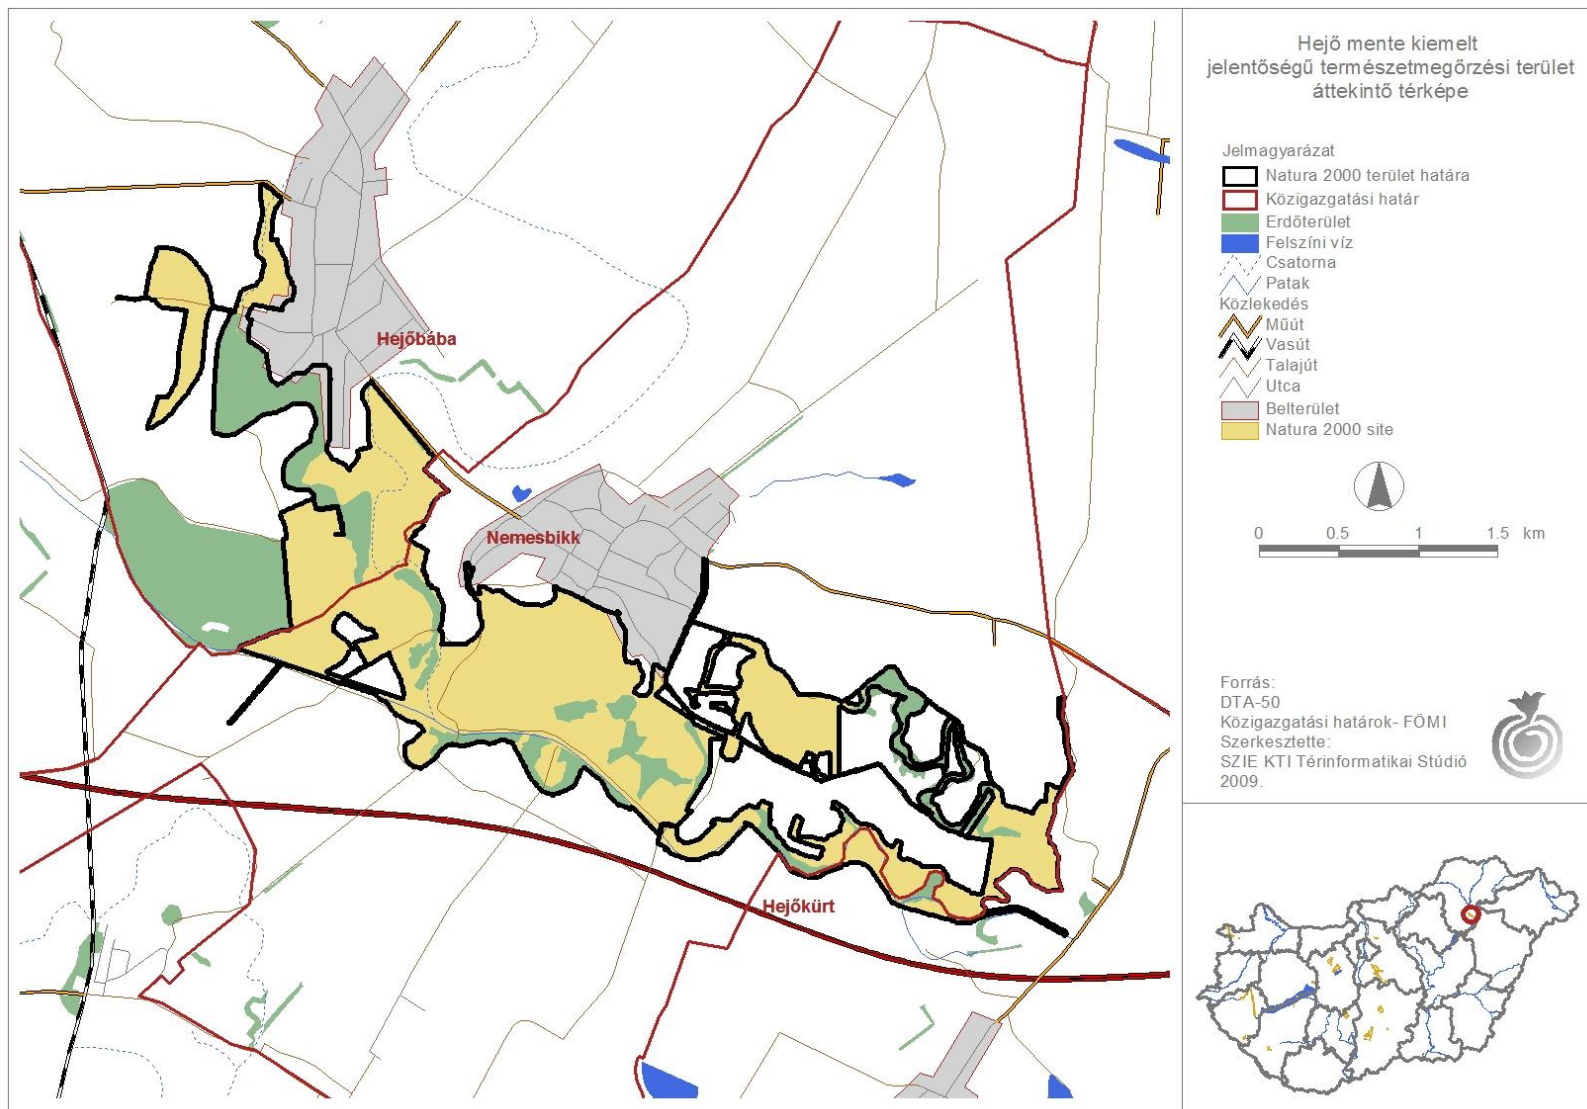 Hejő mente kiemelt
jelentőségű természetmegőrzési terület
áttekintő térképe
Jelmagyarázat
Natura 2000 terület határa
Közigazgatási határ
Erdőterület
Felszíni víz
Csatorna
Patak
Közlekedés
Műút
Vasút
Talajút
Utca
Belterület
Natura 2000 site
0 0.5 1 1.5 km
Forrás:
DTA-50
Közigazgatási határok- FÖMI
Szerkesztette:
SZIE KTI Térinformatikai Stúdió
2009.
Hejőbába
Nemesbikk
Hejőkürt